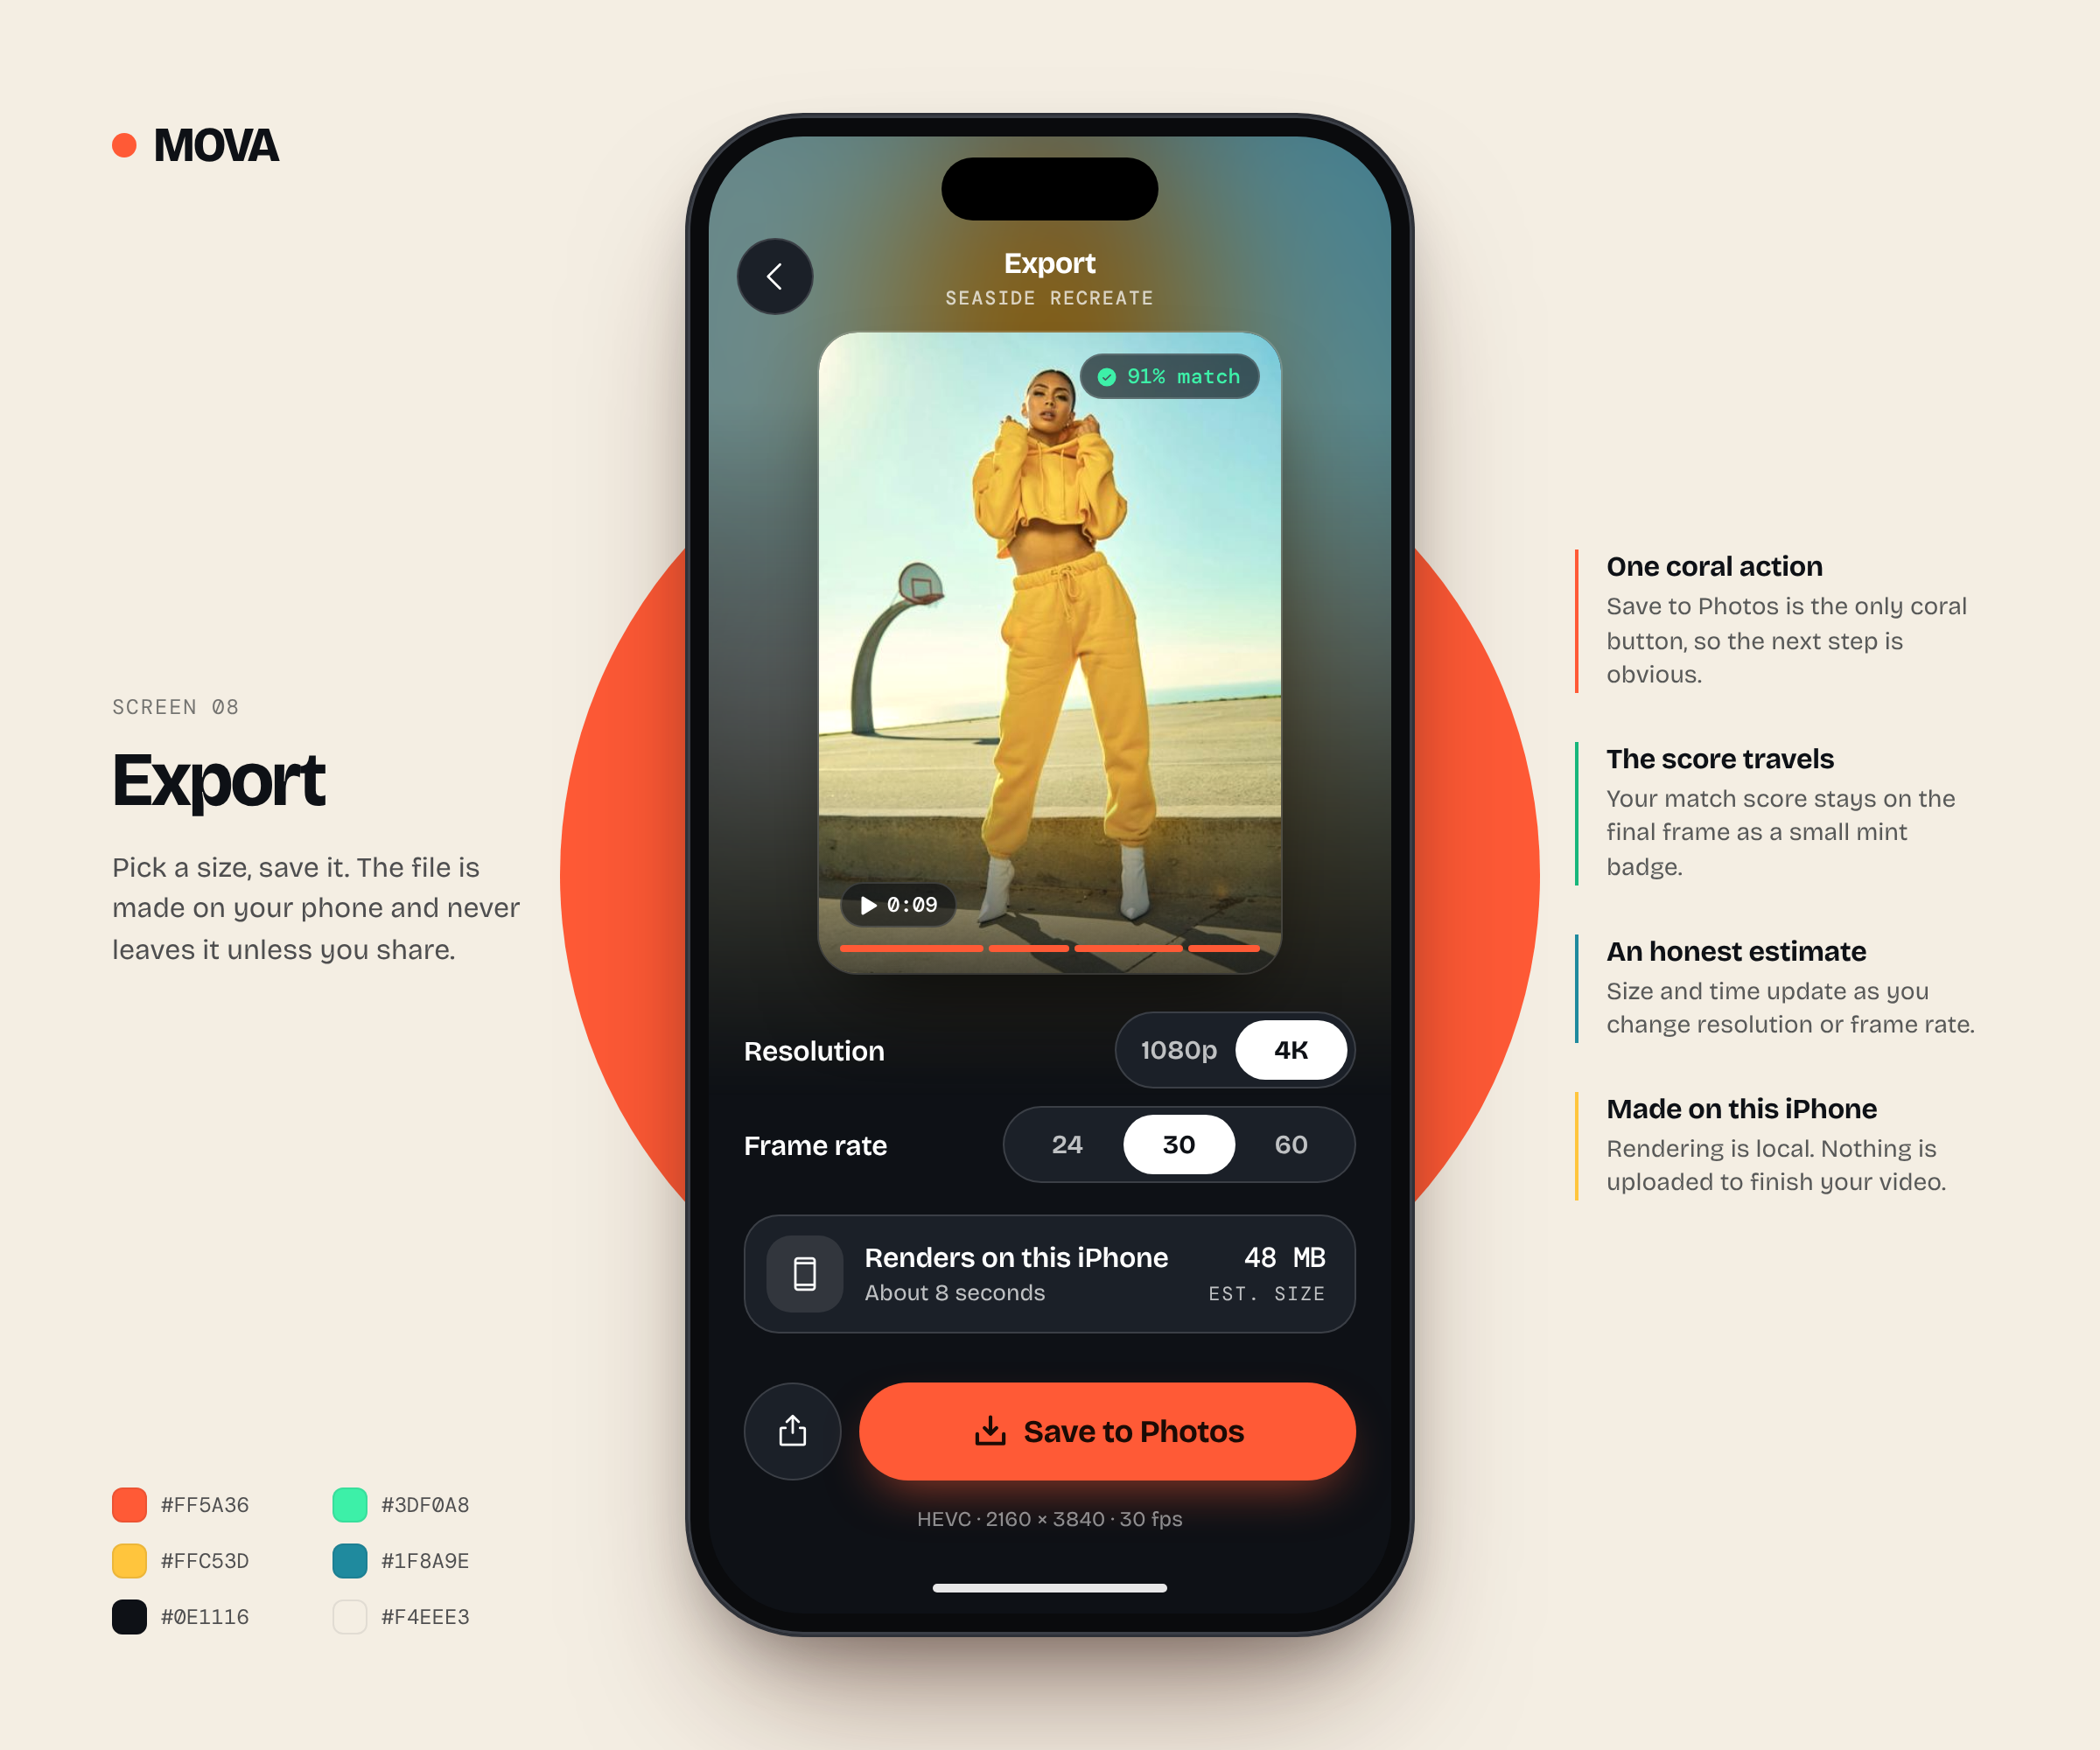 MOVA
SCREEN 08
Export
Pick a size, save it. The file is
made on your phone and never
leaves it unless you share.
#FF5A36
#3DF0A8
#FFC53D
#1F8A9E
#0E1116
#F4EEE3
Export
SEASIDE RECREATE
91% match
0:09
Resolution
1080p
4K
Frame rate
24
30
60
Renders on this iPhone
48 MB
About 8 seconds
EST. SIZE
Save to Photos
HEVC · 2160 × 3840 · 30 fps
One coral action
Save to Photos is the only coral
button, so the next step is
obvious.
The score travels
Your match score stays on the
final frame as a small mint
badge.
An honest estimate
Size and time update as you
change resolution or frame rate.
Made on this iPhone
Rendering is local. Nothing is
uploaded to finish your video.